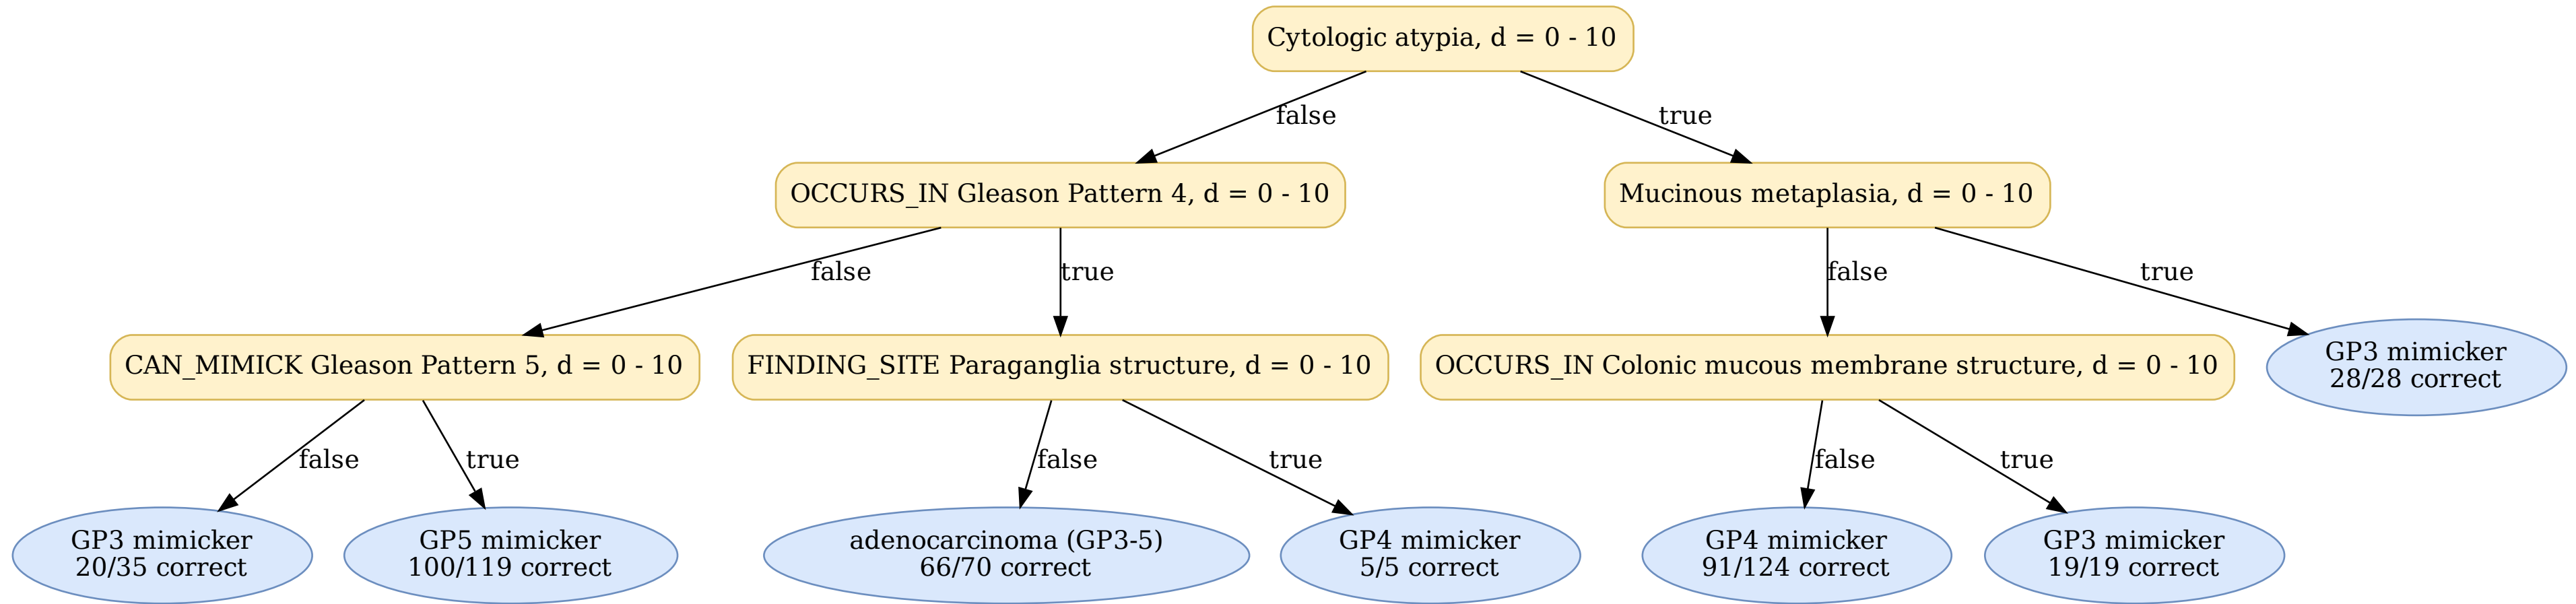 Cytologic atypia, d = 0 - 10
false
true
OCCURS_IN Gleason Pattern 4, d = 0 - 10
Mucinous metaplasia, d = 0 - 10
false
true
false
true
CAN_MIMICK Gleason Pattern 5, d = 0 - 10
FINDING_SITE Paraganglia structure, d = 0 - 10
OCCURS_IN Colonic mucous membrane structure, d = 0 - 10
GP3 mimicker
28/28 correct
false
true
false
true
false
true
GP3 mimicker
20/35 correct
GP5 mimicker
100/119 correct
adenocarcinoma (GP3-5)
66/70 correct
GP4 mimicker
5/5 correct
GP4 mimicker
91/124 correct
GP3 mimicker
19/19 correct